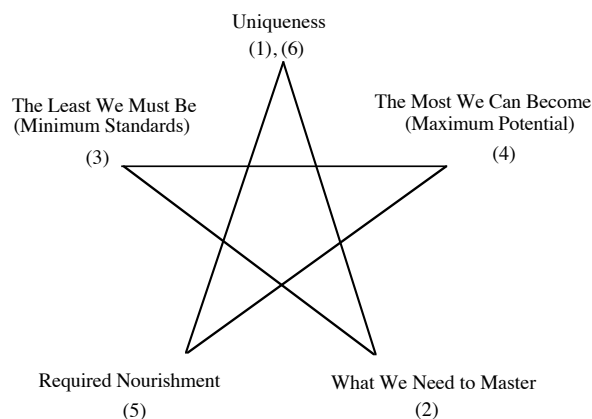 Uniqueness
(1), (6)
The Least We Must Be
(Minimum Standards)
(3)
The Most We Can Become
(Maximum Potential)
(4)
Required Nourishment
(5)
What We Need to Master
(2)